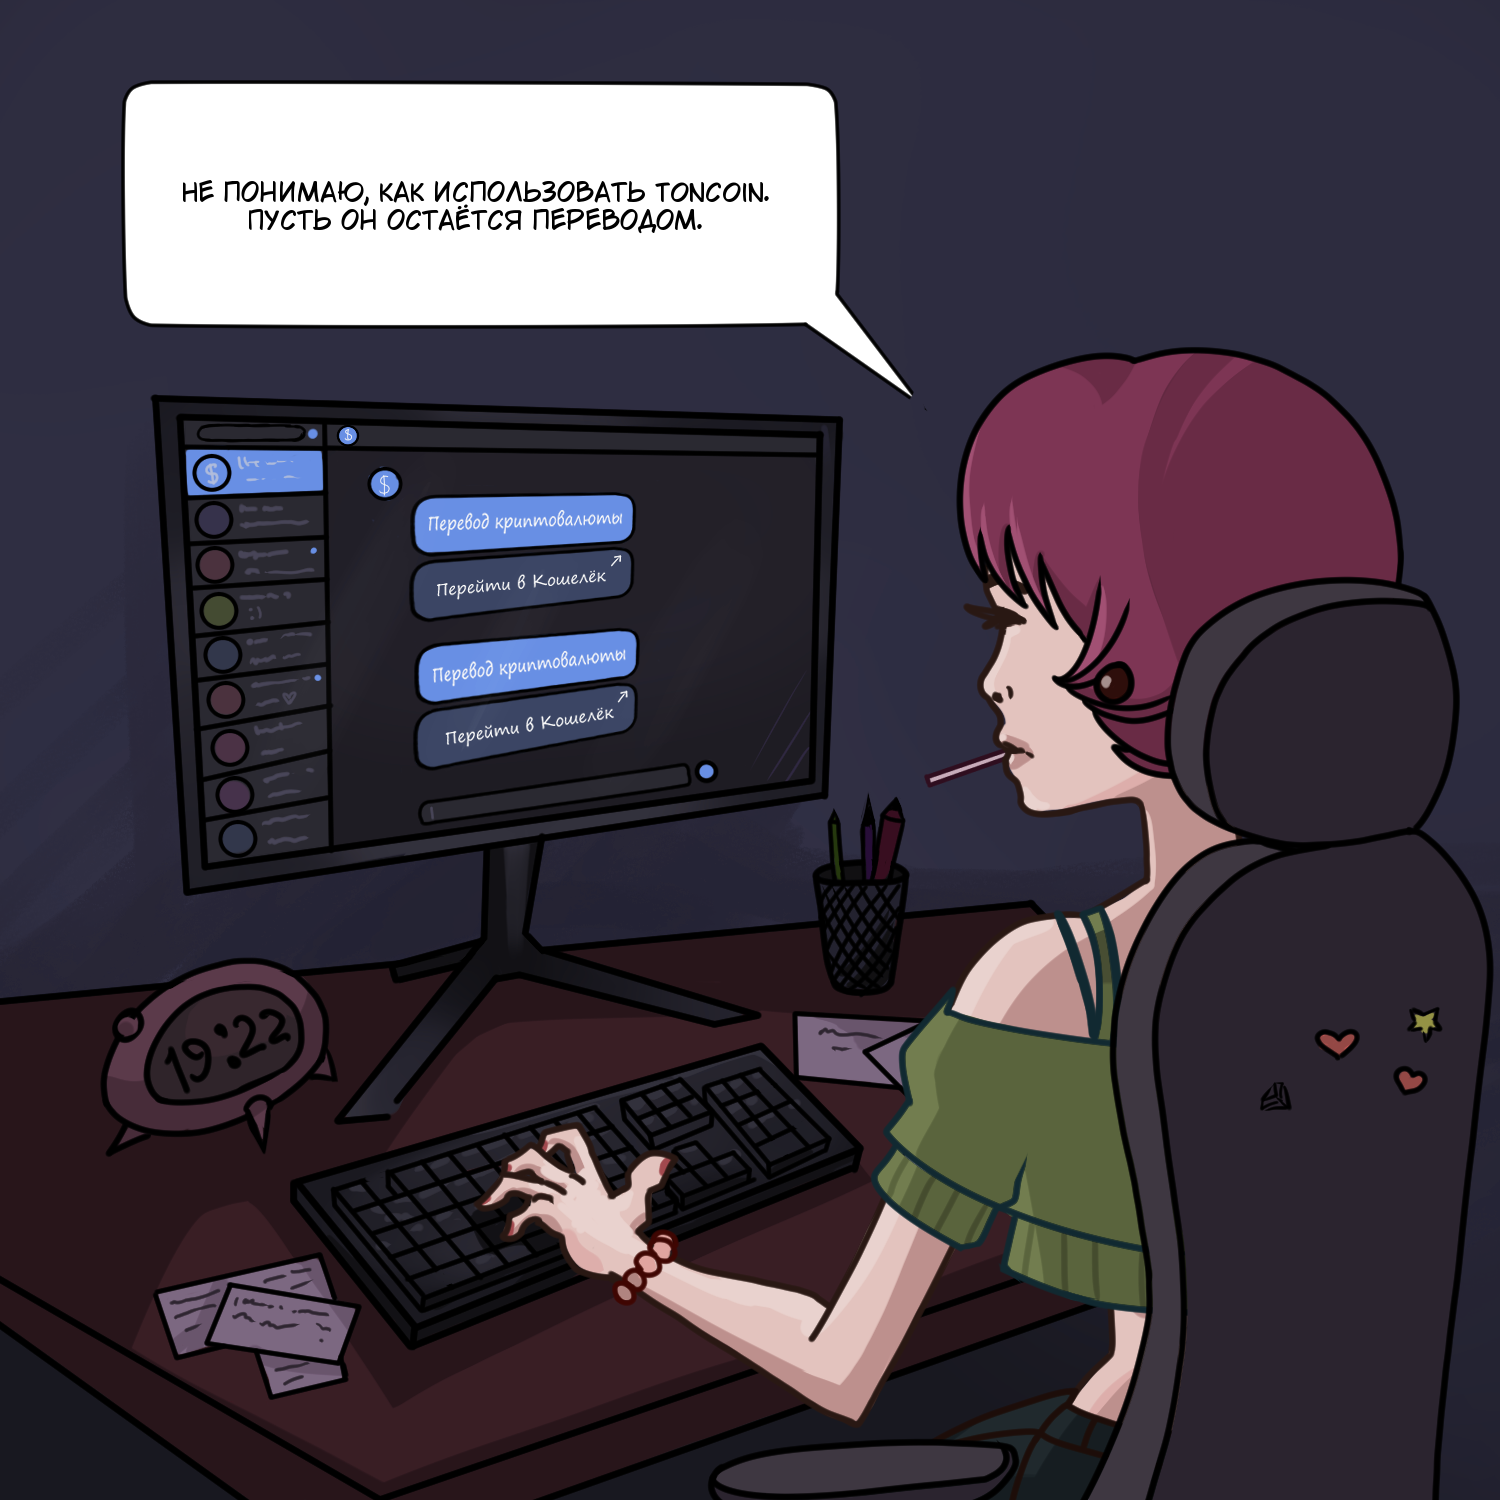 НЕ ПОНИМАЮ, КАК ИСПОЛЬЗОВАТЬ TONCOIN.
ПУСТЬ ОН ОСТАЁТСЯ ПЕРЕВОДОМ.
$
$
$
Перевод криптовалюты
Перейти в Кошелёк ↗
Перевод криптовалюты
Перейти в Кошелёк ↗
:)
19:22